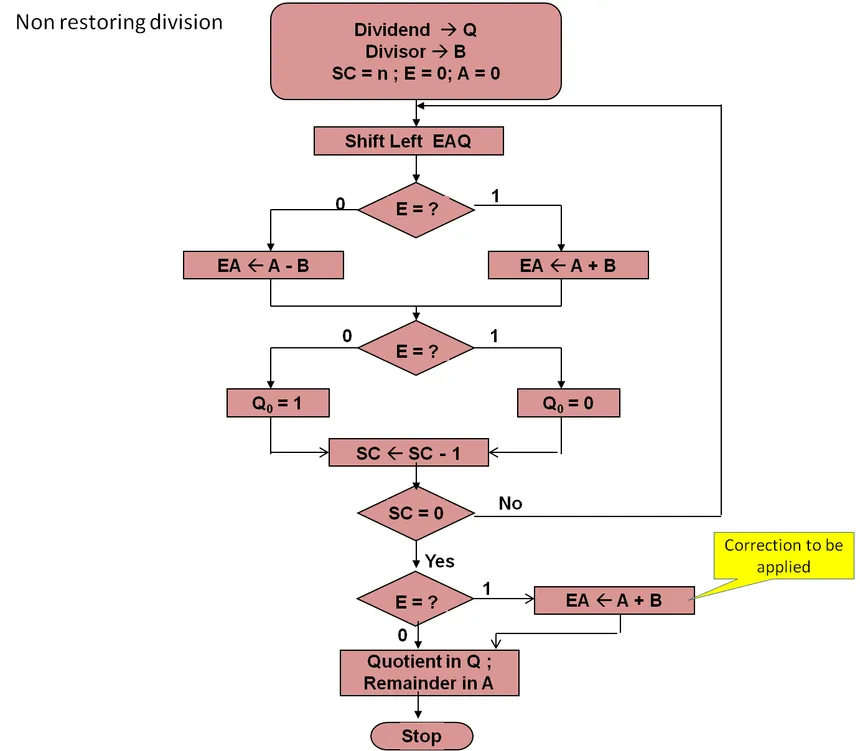 Non restoring division
Dividend → Q
Divisor → B
SC = n ; E = 0; A = 0
Shift Left EAQ
E = ?
0
1
EA ← A - B
EA ← A + B
E = ?
0
1
Q₀ = 1
Q₀ = 0
SC ← SC - 1
SC = 0
No
Yes
Correction to be
applied
E = ?
1
EA ← A + B
0
Quotient in Q ;
Remainder in A
Stop